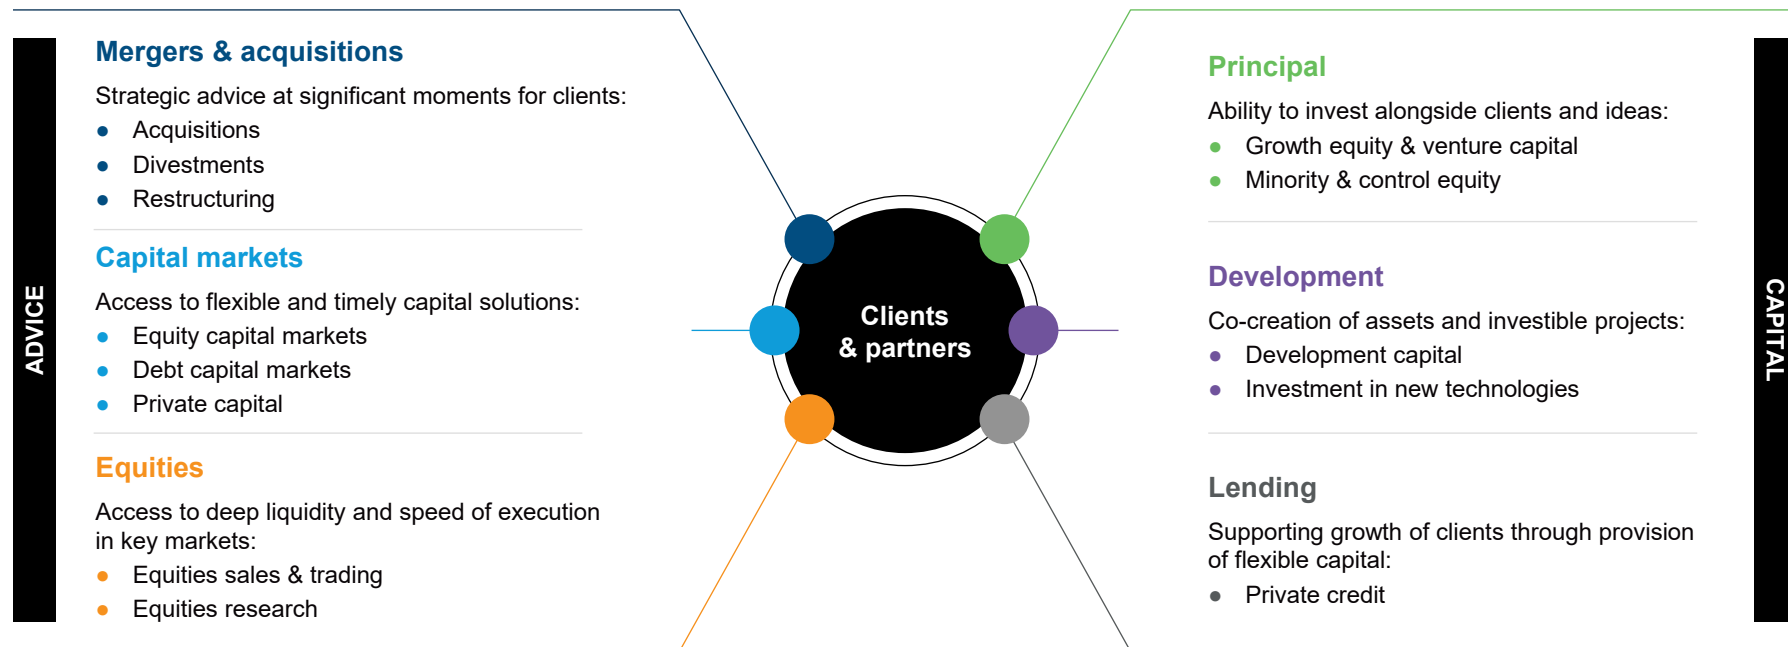 ADVICE
Mergers & acquisitions
Strategic advice at significant moments for clients:
● Acquisitions
● Divestments
● Restructuring
Capital markets
Access to flexible and timely capital solutions:
● Equity capital markets
● Debt capital markets
● Private capital
Equities
Access to deep liquidity and speed of execution
in key markets:
● Equities sales & trading
● Equities research
Clients
& partners
Principal
Ability to invest alongside clients and ideas:
● Growth equity & venture capital
● Minority & control equity
Development
Co-creation of assets and investible projects:
● Development capital
● Investment in new technologies
Lending
Supporting growth of clients through provision
of flexible capital:
● Private credit
CAPITAL